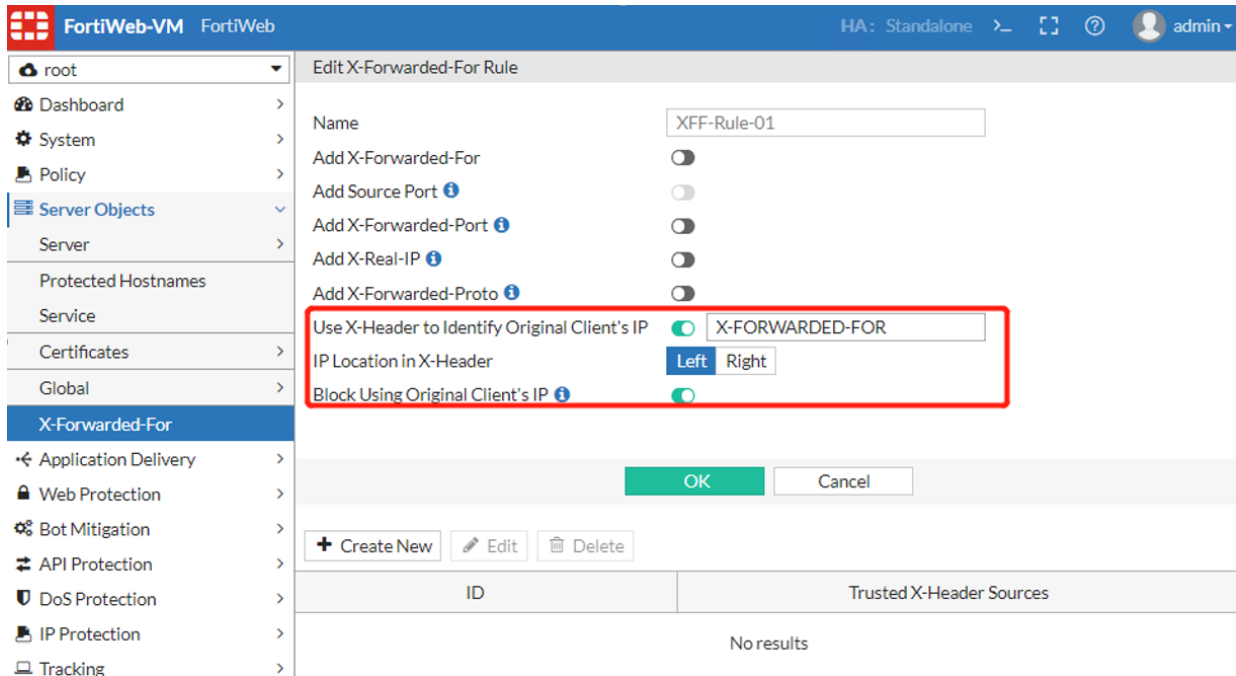 FortiWeb-VM FortiWeb HA: Standalone >_ admin
root
Dashboard
System
Policy
Server Objects
Server
Protected Hostnames
Service
Certificates
Global
X-Forwarded-For
Application Delivery
Web Protection
Bot Mitigation
API Protection
DoS Protection
IP Protection
Tracking
Edit X-Forwarded-For Rule
Name XFF-Rule-01
Add X-Forwarded-For
Add Source Port
Add X-Forwarded-Port
Add X-Real-IP
Add X-Forwarded-Proto
Use X-Header to Identify Original Client's IP X-FORWARDED-FOR
IP Location in X-Header Left Right
Block Using Original Client's IP
OK Cancel
+ Create New Edit Delete
ID Trusted X-Header Sources
No results